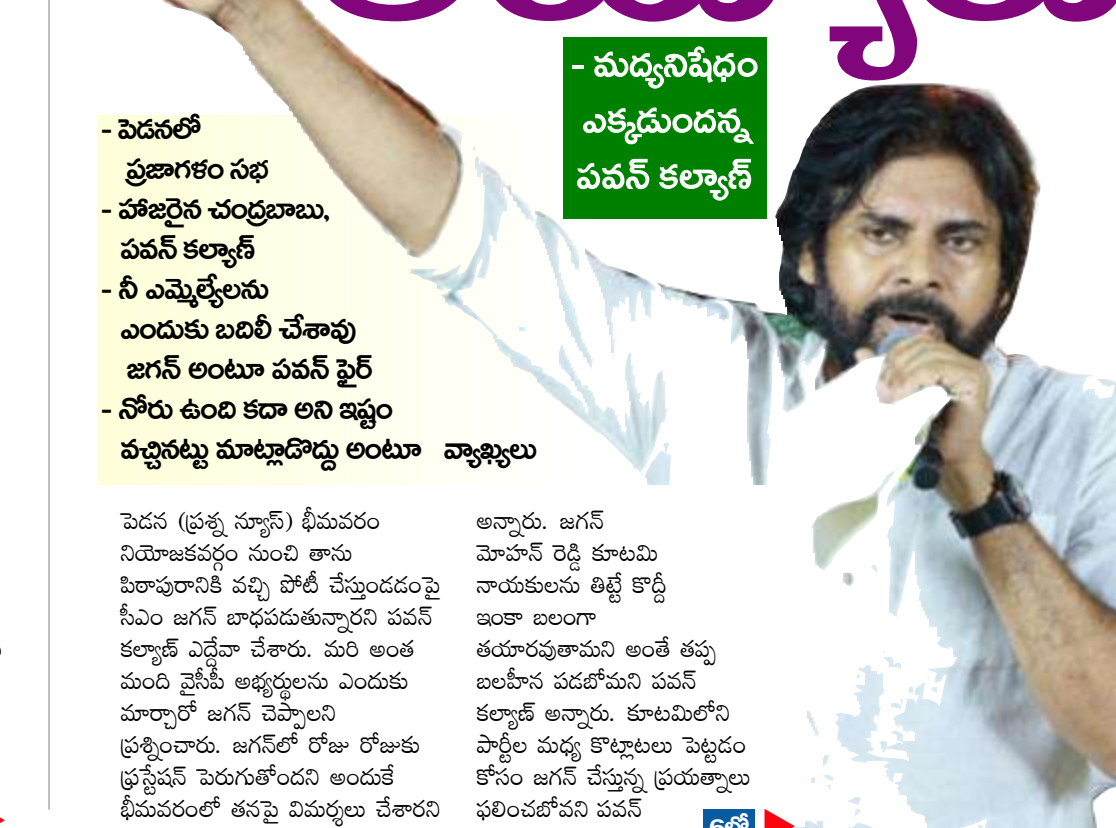 - మద్యనిషేధం
ఎక్కడుందన్న
పవన్ కల్యాణ్
- పెడనలో
ప్రజాగళం సభ
- హాజరైన చంద్రబాబు,
పవన్ కల్యాణ్
- నీ ఎమ్మెల్యేలను
ఎందుకు బదిలీ చేశావు
జగన్ అంటూ పవన్ ఫైర్
- నోరు ఉంది కదా అని ఇష్టం
వచ్చినట్టు మాట్లాడొద్దు అంటూ వ్యాఖ్యలు
పెడన (ప్రశ్న న్యూస్) భీమవరం
నియోజకవర్గం నుంచి తాను
పిఠాపురానికి వచ్చి పోటీ చేస్తుండడంపై
సీఎం జగన్ బాధపడుతున్నారని పవన్
కల్యాణ్ ఎద్దేవా చేశారు. మరి అంత
మంది వైసీపీ అభ్యర్థులను ఎందుకు
మార్చారో జగన్ చెప్పాలని
ప్రశ్నించారు. జగన్‌లో రోజు రోజుకు
ఫ్రస్టేషన్ పెరుగుతోందని అందుకే
భీమవరంలో తనపై విమర్శలు చేశారని
అన్నారు. జగన్
మోహన్ రెడ్డి కూటమి
నాయకులను తిట్టే కొద్దీ
ఇంకా బలంగా
తయారవుతామని అంతే తప్ప
బలహీన పడబోమని పవన్
కల్యాణ్ అన్నారు. కూటమిలోని
పార్టీల మధ్య కొట్లాటలు పెట్టడం
కోసం జగన్ చేస్తున్న ప్రయత్నాలు
ఫలించబోవని పవన్